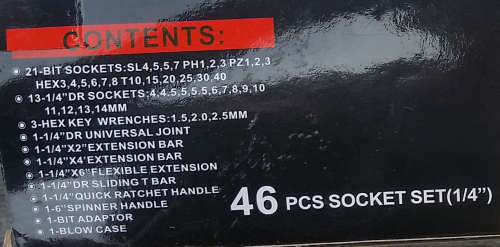 CONTENTS:
21-BIT SOCKETS:SL4,5,5,7 PH1,2,3 PZ1,2,3
HEX3,4,5,6,7,8 T10,15,20,25,30,40
13-1/4"DR SOCKETS:4,4.5,5,5.5,6,7,8,9,10
11,12,13,14MM
3-HEX KEY WRENCHES:1.5,2.0,2.5MM
1-1/4"DR UNIVERSAL JOINT
1-1/4"X2"EXTENSION BAR
1-1/4"X4'EXTENSION BAR
1-1/4"X6"FLEXIBLE EXTENSION
1-1/4"DR SLIDING T BAR
1-1/4"QUICK RATCHET HANDLE
1-6"SPINNER HANDLE
1-BIT ADAPTOR
1-BLOW CASE
46 PCS SOCKET SET(1/4")